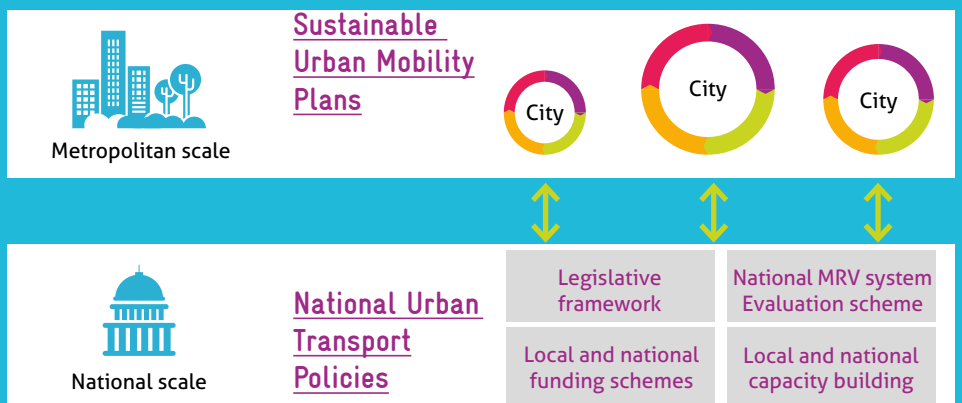 Sustainable
Urban Mobility
Plans
City
City
City
Metropolitan scale
Legislative
framework
National MRV system
Evaluation scheme
National Urban
Transport
Policies
Local and national
funding schemes
Local and national
capacity building
National scale